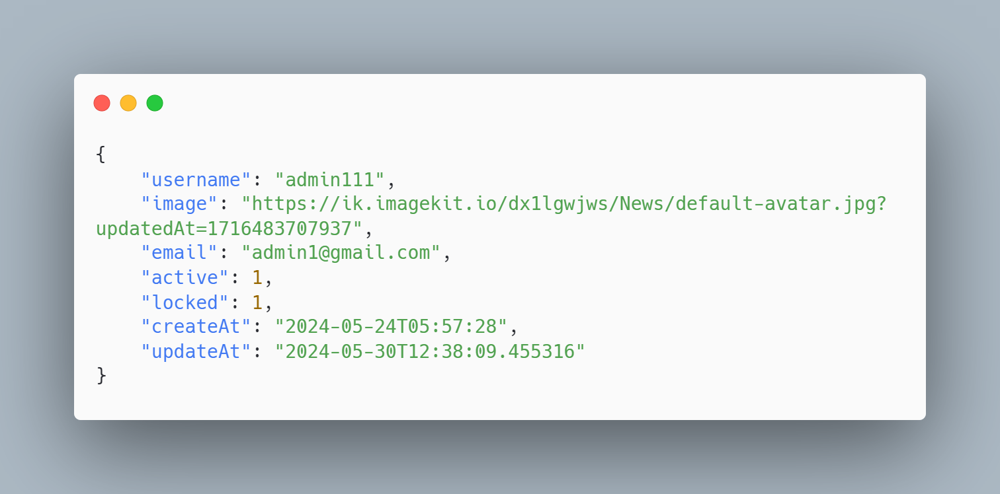 {
    "username": "admin111",
    "image": "https://ik.imagekit.io/dx1lgwjws/News/default-avatar.jpg?
updatedAt=1716483707937",
    "email": "admin1@gmail.com",
    "active": 1,
    "locked": 1,
    "createAt": "2024-05-24T05:57:28",
    "updateAt": "2024-05-30T12:38:09.455316"
}